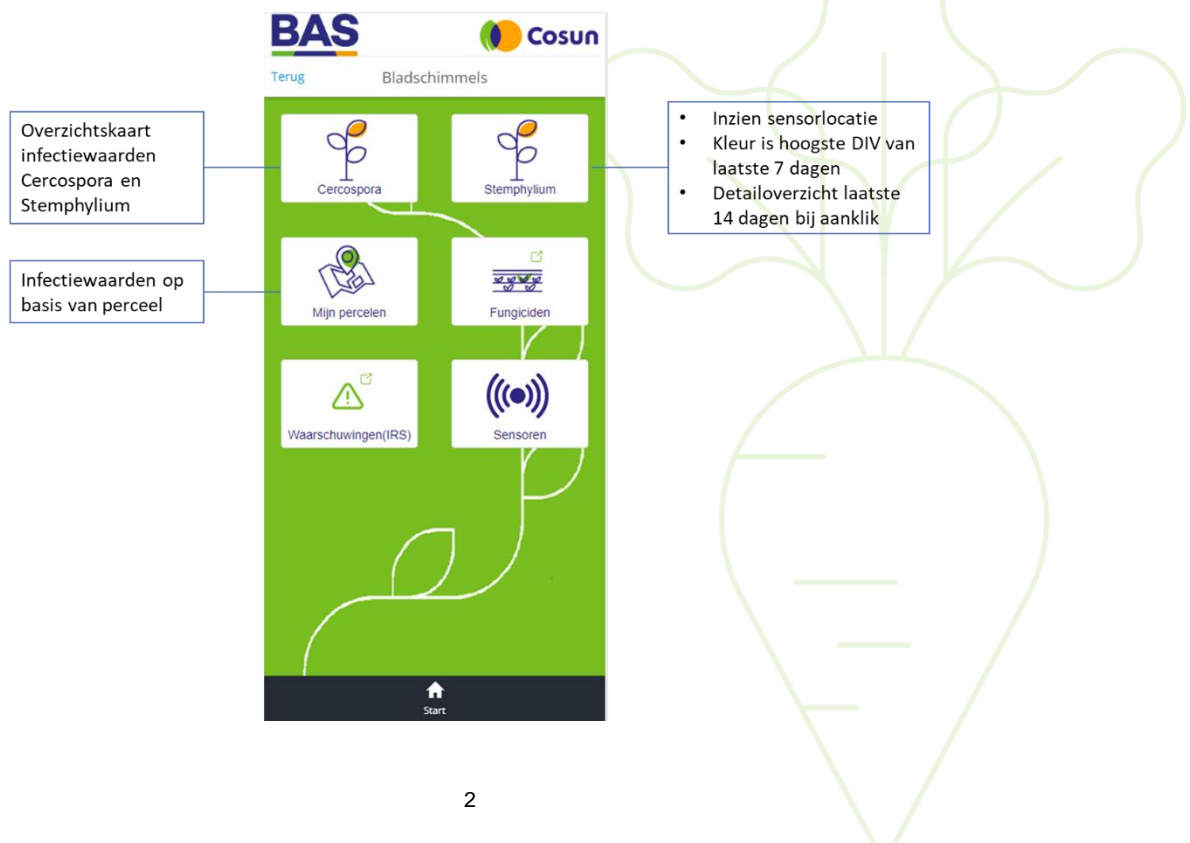 BAS
Cosun
Terug
Bladschimmels
Overzichtskaart
infectiewaarden
Cercospora en
Stemphylium
Cercospora
Stemphylium
• Inzien sensorlocatie
• Kleur is hoogste DIV van
laatste 7 dagen
• Detailoverzicht laatste
14 dagen bij aanklik
Infectiewaarden op
basis van perceel
Mijn percelen
Fungiciden
Waarschuwingen(IRS)
Sensoren
Start
2